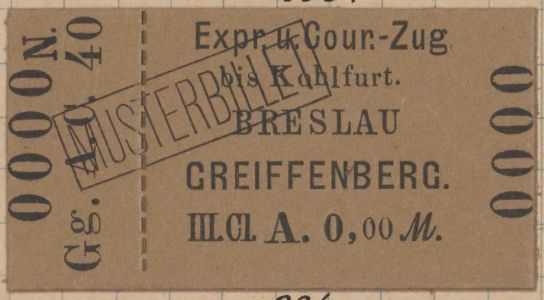 Expr. u. Cour.-Zug
bis Kohlfurt.
BRESLAU
GREIFFENBERG.
III.Cl. A. 0,00 M.
MUSTERBILLET
0000 N.
Gg. 40
0000